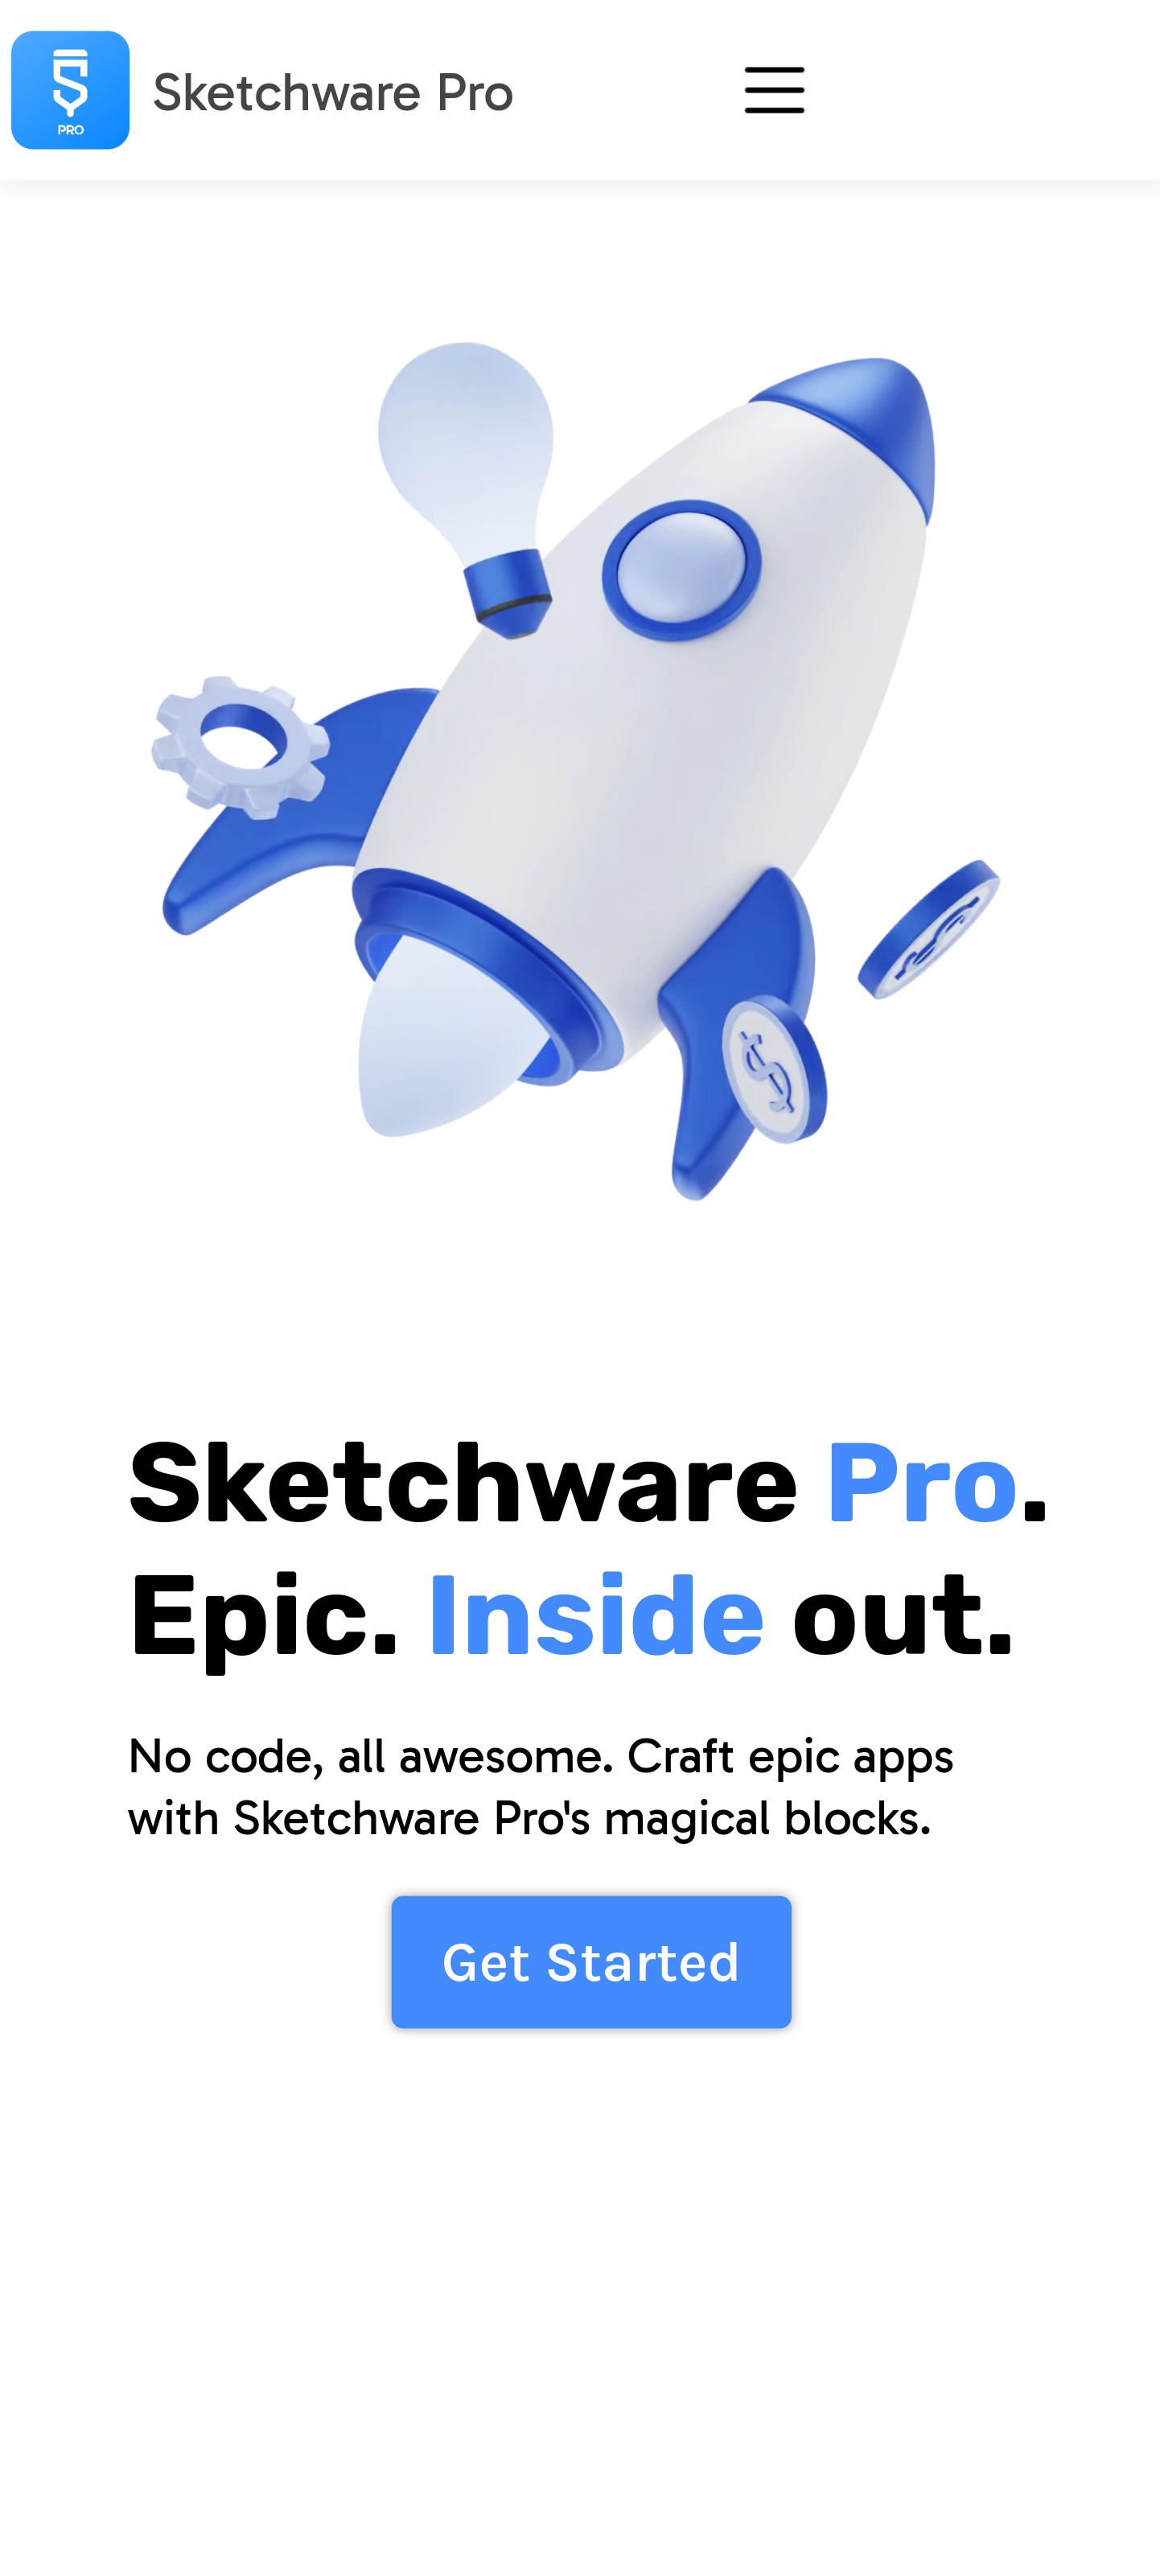 PRO
Sketchware Pro
$
$
Sketchware Pro.
Epic. Inside out.
No code, all awesome. Craft epic apps
with Sketchware Pro's magical blocks.
Get Started